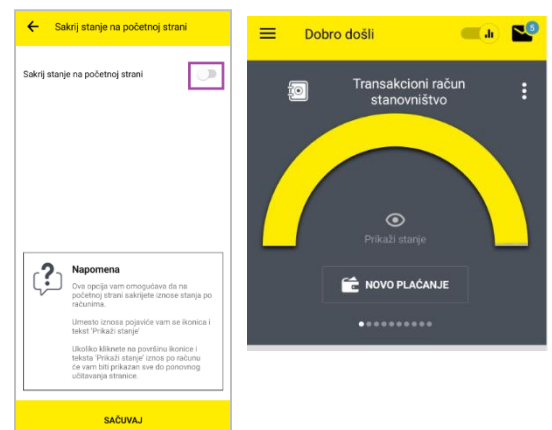 Sakrij stanje na početnoj strani
Sakrij stanje na početnoj strani
Napomena
Ova opcija vam omogućava da na
početnoj strani sakrijete iznose stanja po
računima.
Umesto iznosa pojaviće vam se ikonica i
tekst 'Prikaži stanje'
Ukoliko kliknete na površinu ikonice i
teksta 'Prikaži stanje' iznos po računu
će vam biti prikazan sve do ponovnog
učitavanja stranice.
SAČUVAJ
Dobro došli
5
Transakcioni račun
stanovništvo
Prikaži stanje
NOVO PLAĆANJE